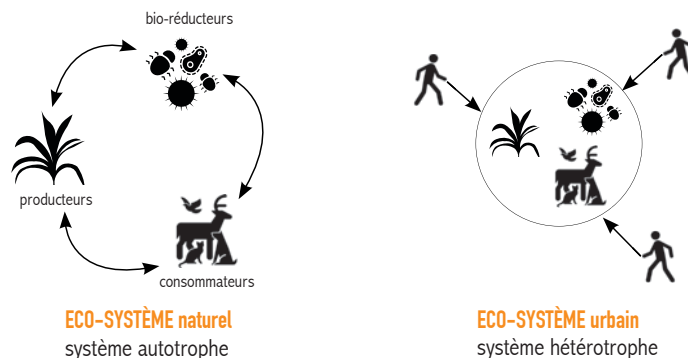 bio-réducteurs
producteurs
consommateurs
ECO-SYSTÈME naturel
système autotrophe
ECO-SYSTÈME urbain
système hétérotrophe